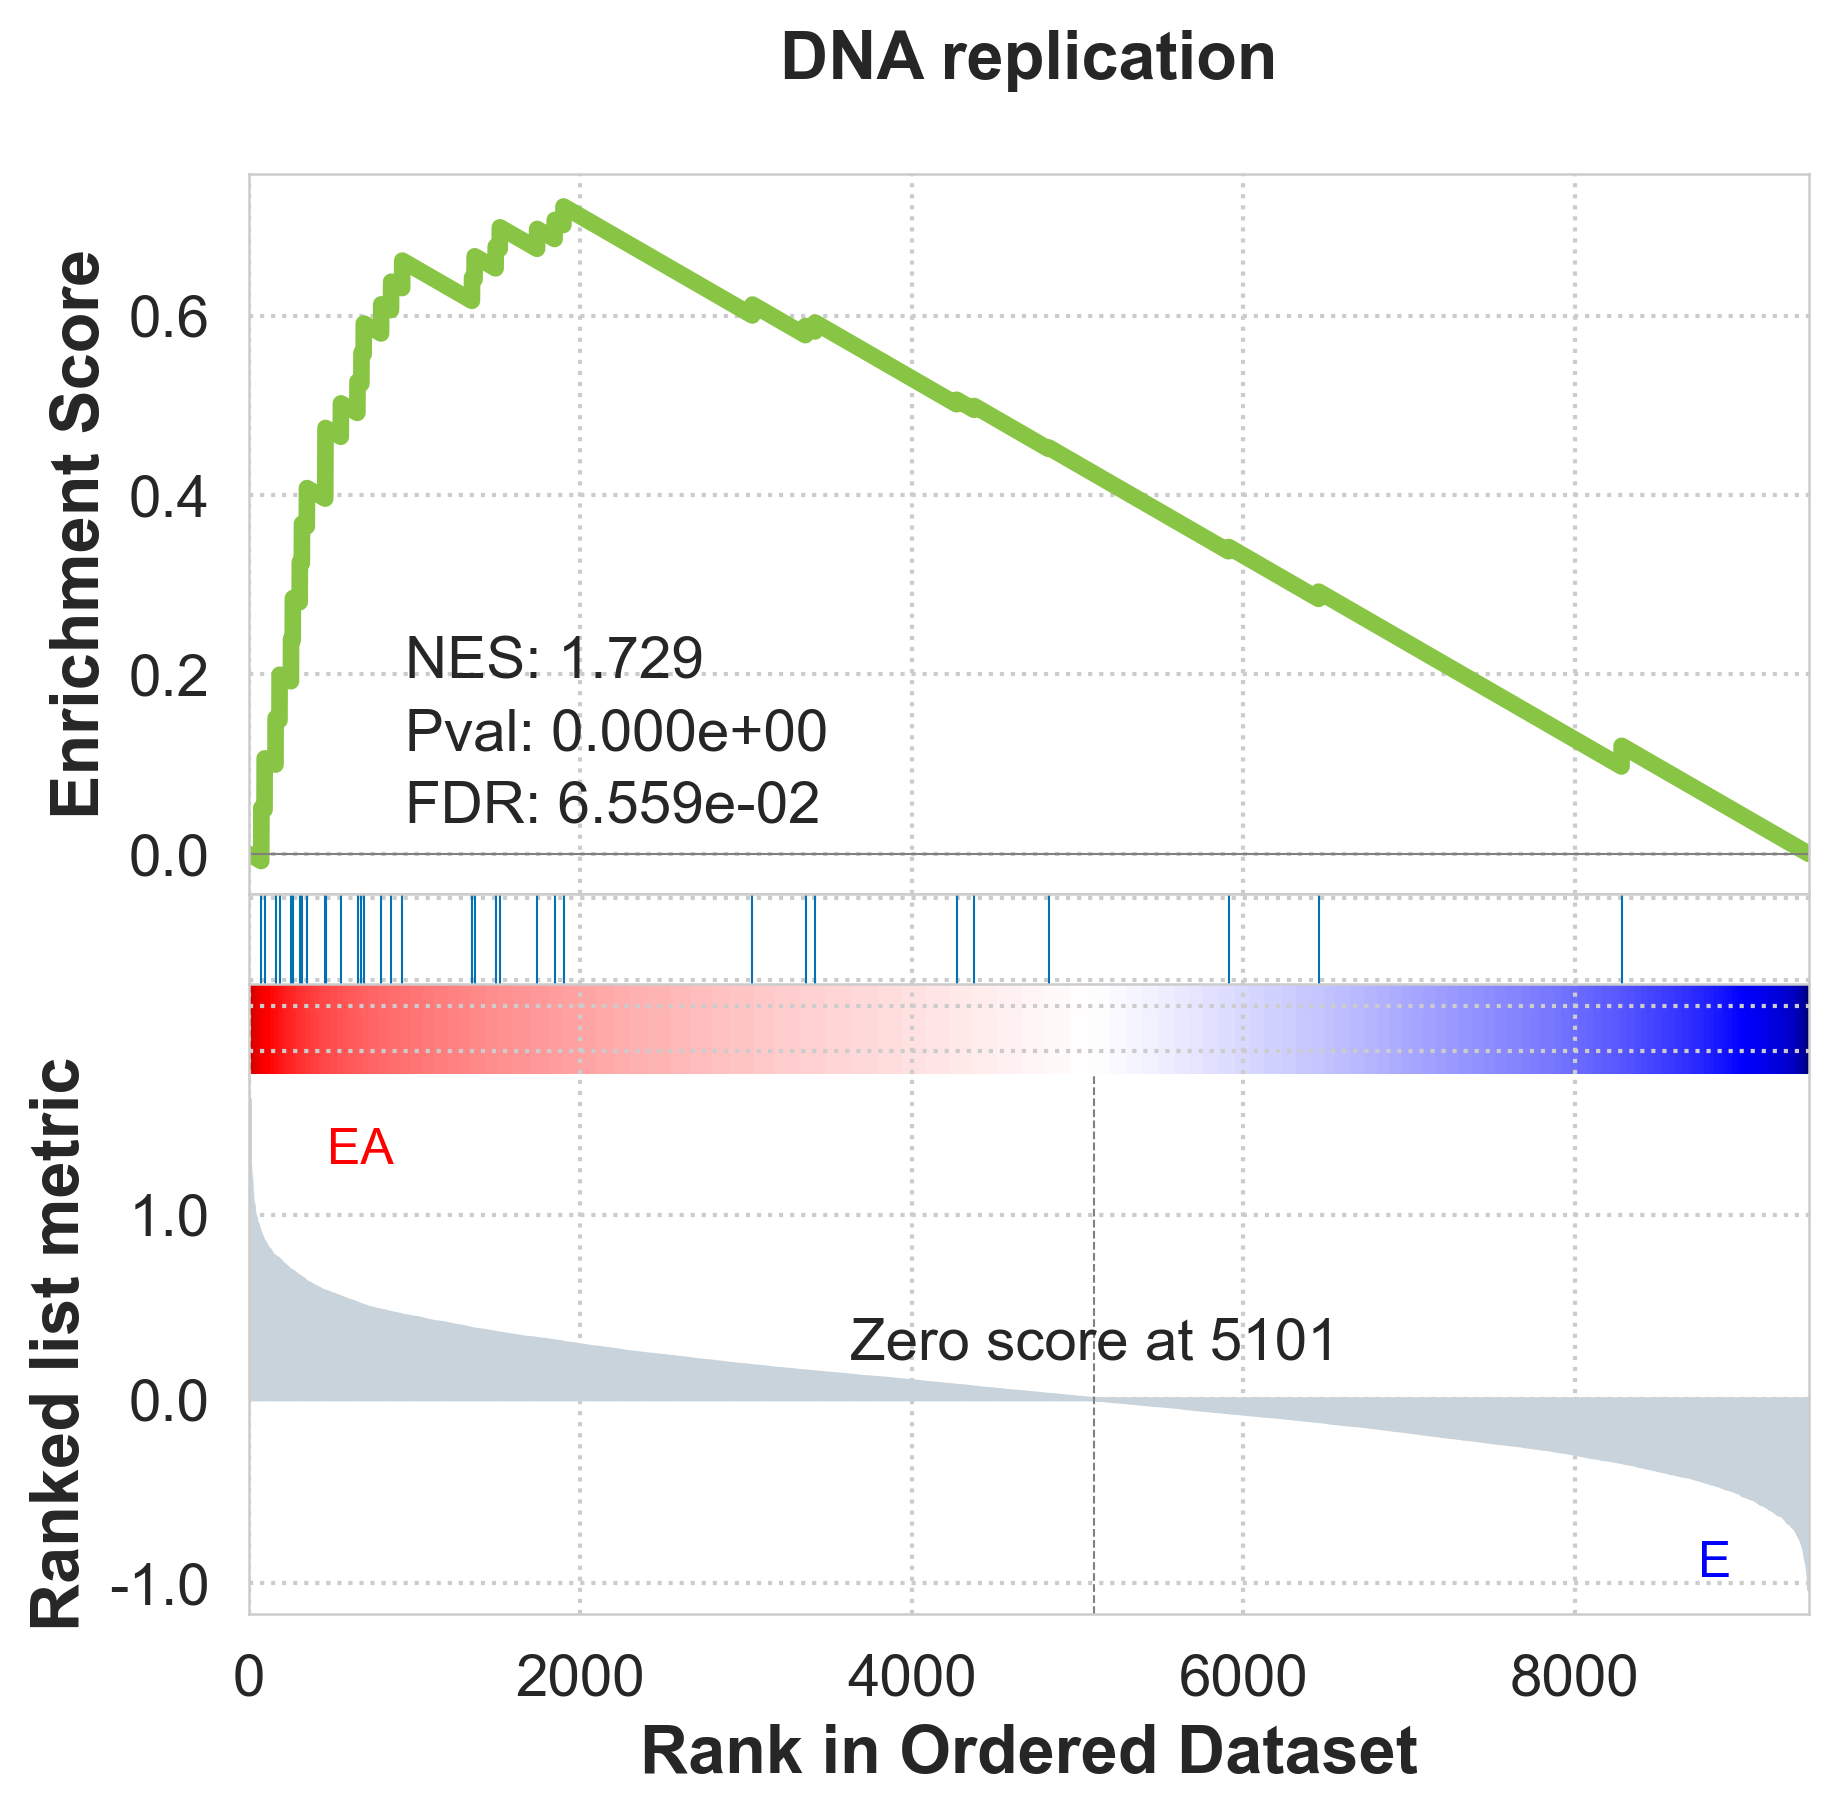 DNA replication
Enrichment Score
0.6
0.4
0.2
0.0
NES: 1.729
Pval: 0.000e+00
FDR: 6.559e-02
Ranked list metric
EA
1.0
0.0
-1.0
Zero score at 5101
E
0 2000 4000 6000 8000
Rank in Ordered Dataset